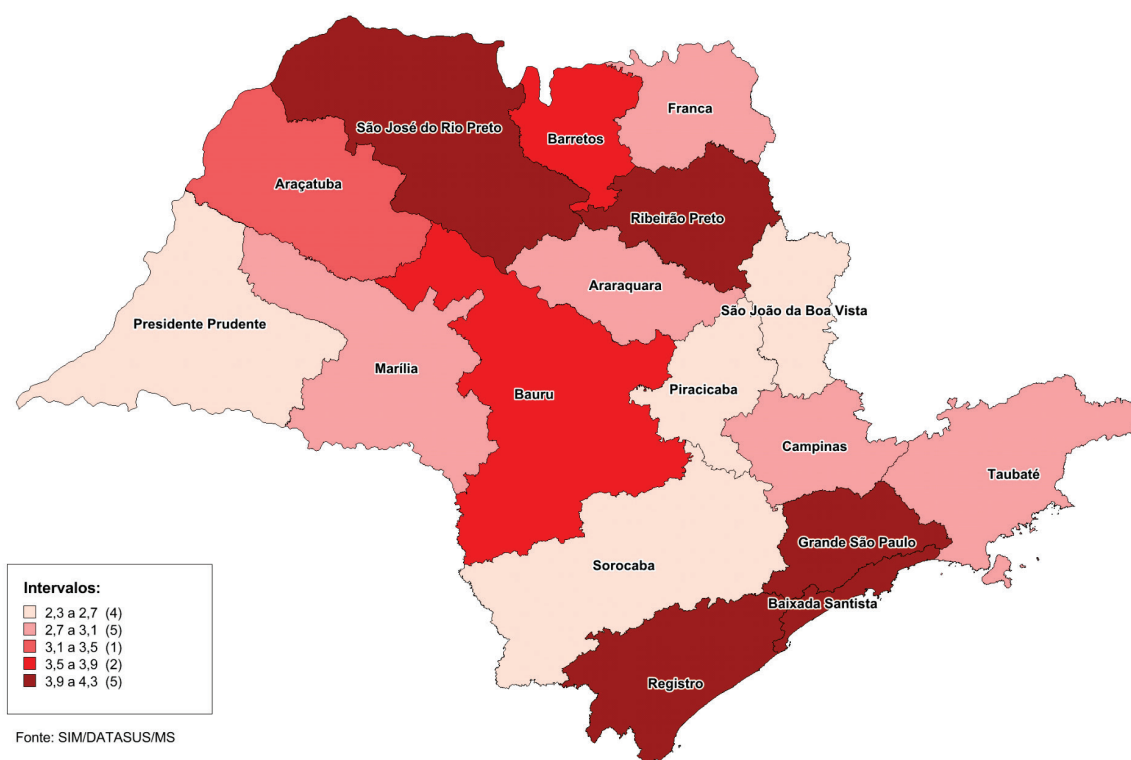 Franca
São José do Rio Preto
Barretos
Araçatuba
Ribeirão Preto
Araraquara
São João da Boa Vista
Presidente Prudente
Marília
Bauru
Piracicaba
Campinas
Taubaté
Grande São Paulo
Sorocaba
Baixada Santista
Registro
Intervalos:
2,3 a 2,7 (4)
2,7 a 3,1 (5)
3,1 a 3,5 (1)
3,5 a 3,9 (2)
3,9 a 4,3 (5)
Fonte: SIM/DATASUS/MS